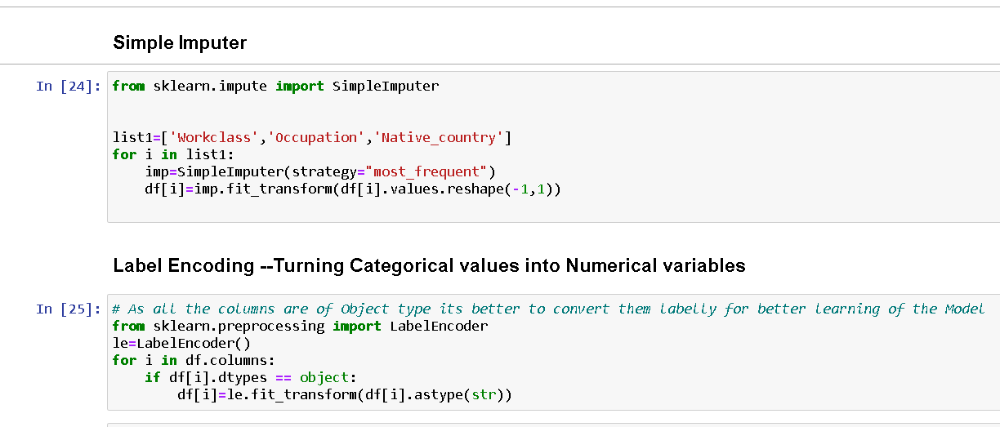 Simple Imputer
In [24]: from sklearn.impute import SimpleImputer
list1=['Workclass','Occupation','Native_country']
for i in list1:
    imp=SimpleImputer(strategy="most_frequent")
    df[i]=imp.fit_transform(df[i].values.reshape(-1,1))
Label Encoding --Turning Categorical values into Numerical variables
In [25]: # As all the columns are of Object type its better to convert them labelly for better learning of the Model
from sklearn.preprocessing import LabelEncoder
le=LabelEncoder()
for i in df.columns:
    if df[i].dtypes == object:
        df[i]=le.fit_transform(df[i].astype(str))